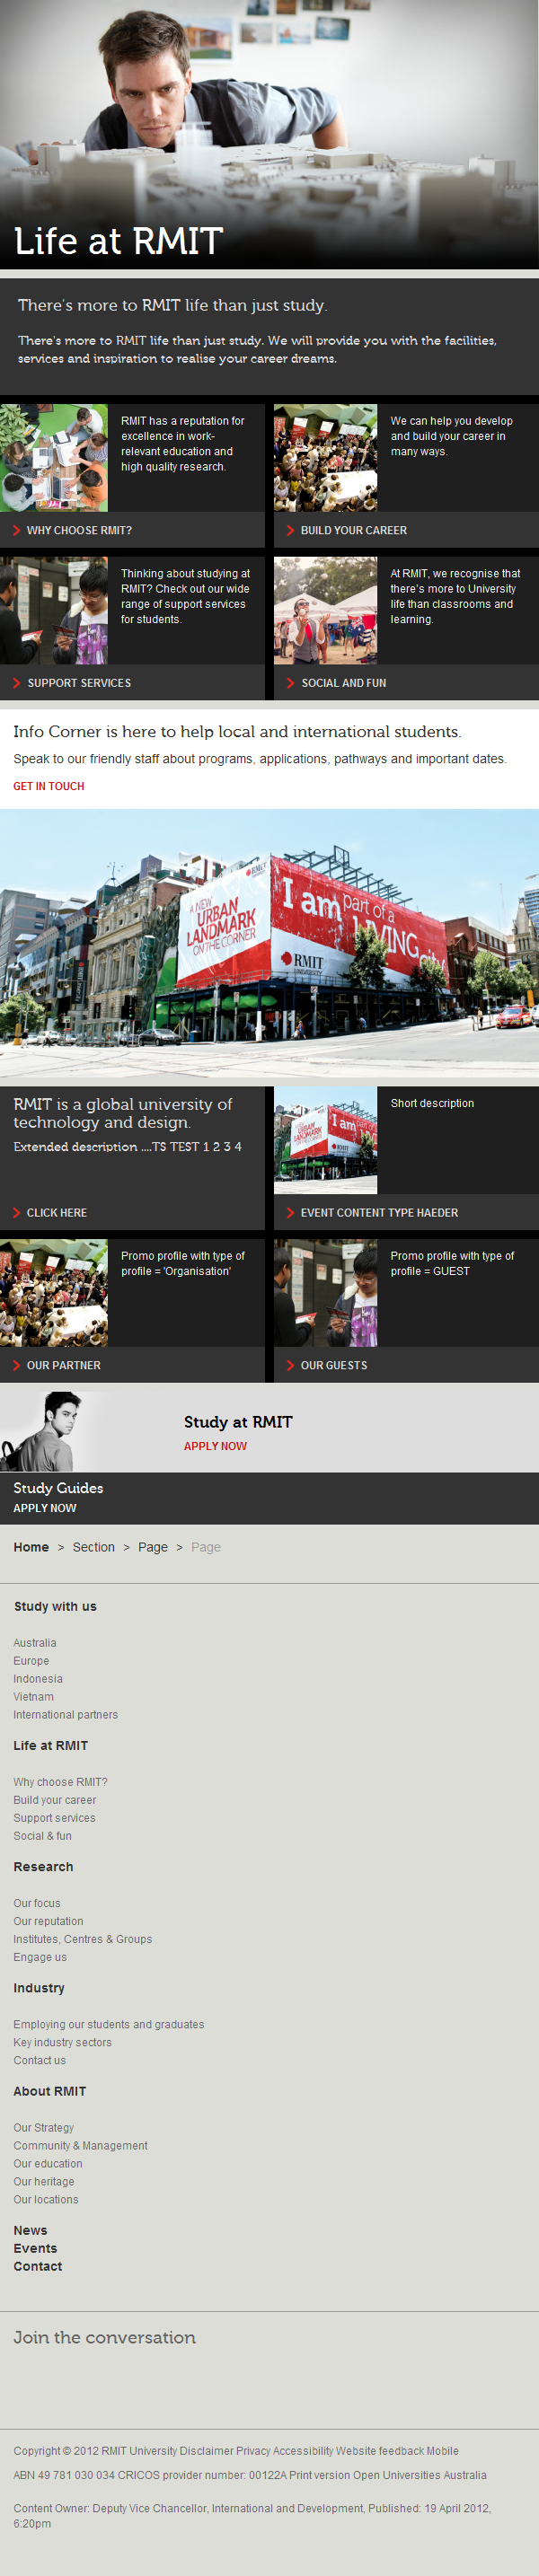 Life at RMIT
There's more to RMIT life than just study.
There's more to RMIT life than just study. We will provide you with the facilities,
services and inspiration to realise your career dreams.
RMIT has a reputation for
excellence in work-
relevant education and
high quality research.
WHY CHOOSE RMIT?
We can help you develop
and build your career in
many ways.
BUILD YOUR CAREER
Thinking about studying at
RMIT? Check out our wide
range of support services
for students.
SUPPORT SERVICES
At RMIT, we recognise that
there's more to University
life than classrooms and
learning.
SOCIAL AND FUN
Info Corner is here to help local and international students.
Speak to our friendly staff about programs, applications, pathways and important dates.
GET IN TOUCH
A NEW
URBAN
LANDMARK
ON THE CORNER
RMIT
I am part of a
LIVING city
RMIT
UNIVERSITY
RMIT is a global university of
technology and design.
Extended description ....TS TEST 1 2 3 4
CLICK HERE
Short description
EVENT CONTENT TYPE HAEDER
Promo profile with type of
profile = 'Organisation'
OUR PARTNER
Promo profile with type of
profile = GUEST
OUR GUESTS
Study at RMIT
APPLY NOW
Study Guides
APPLY NOW
Home > Section > Page > Page
Study with us
Australia
Europe
Indonesia
Vietnam
International partners
Life at RMIT
Why choose RMIT?
Build your career
Support services
Social & fun
Research
Our focus
Our reputation
Institutes, Centres & Groups
Engage us
Industry
Employing our students and graduates
Key industry sectors
Contact us
About RMIT
Our Strategy
Community & Management
Our education
Our heritage
Our locations
News
Events
Contact
Join the conversation
Copyright © 2012 RMIT University Disclaimer Privacy Accessibility Website feedback Mobile
ABN 49 781 030 034 CRICOS provider number: 00122A Print version Open Universities Australia
Content Owner: Deputy Vice Chancellor, International and Development, Published: 19 April 2012,
6:20pm